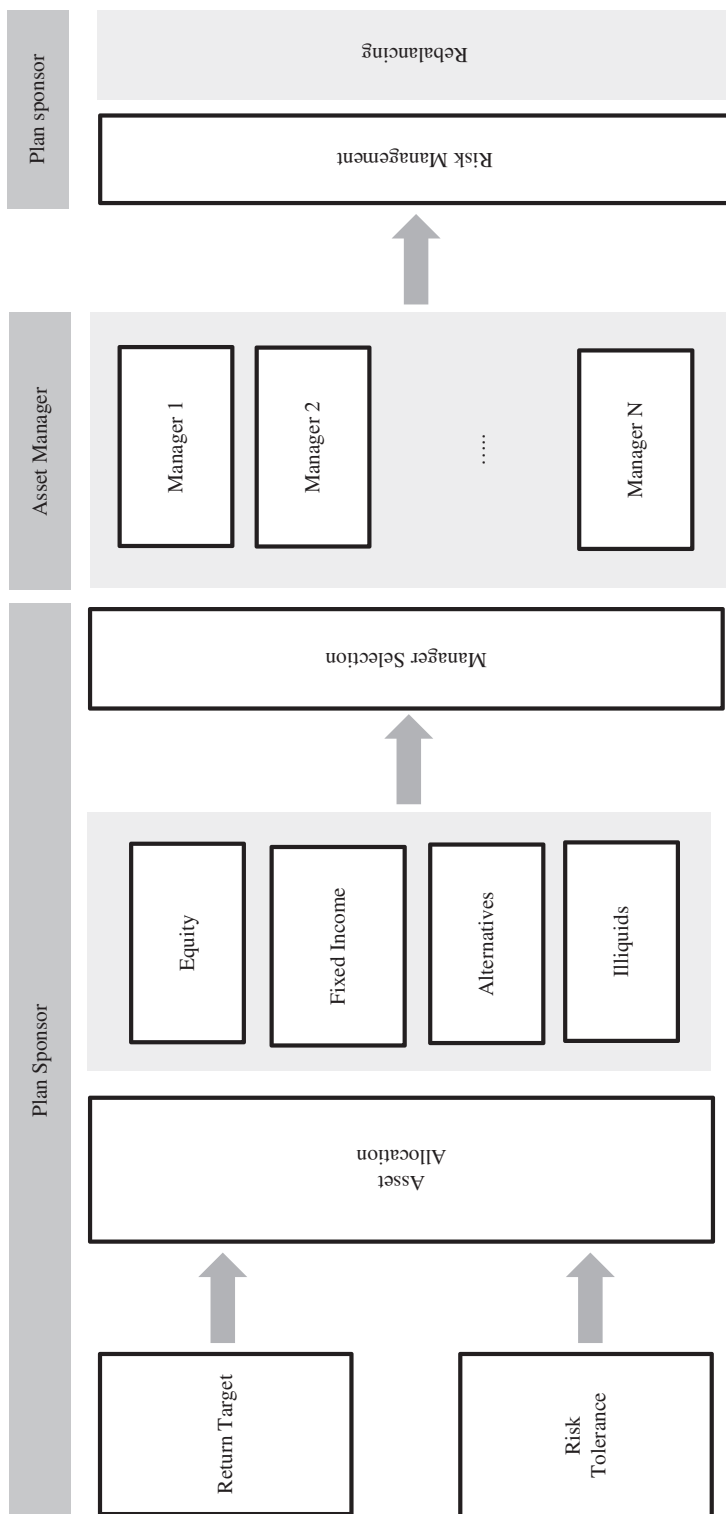 Plan Sponsor
Asset Manager
Plan sponsor
Return Target
Risk
Tolerance
Asset
Allocation
Equity
Fixed Income
Alternatives
Illiquids
Manager Selection
Manager 1
Manager 2
.....
Manager N
Risk Management
Rebalancing